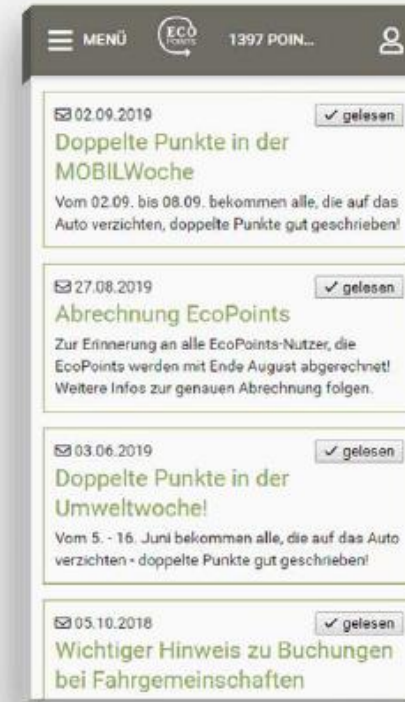 MENÜ ECO POINTS 1397 POIN...
02.09.2019 ✓ gelesen
Doppelte Punkte in der
MOBILWoche
Vom 02.09. bis 08.09. bekommen alle, die auf das
Auto verzichten, doppelte Punkte gut geschrieben!
27.08.2019 ✓ gelesen
Abrechnung EcoPoints
Zur Erinnerung an alle EcoPoints-Nutzer, die
EcoPoints werden mit Ende August abgerechnet!
Weitere Infos zur genauen Abrechnung folgen.
03.06.2019 ✓ gelesen
Doppelte Punkte in der
Umweltwoche!
Vom 5. - 16. Juni bekommen alle, die auf das Auto
verzichten - doppelte Punkte gut geschrieben!
05.10.2018 ✓ gelesen
Wichtiger Hinweis zu Buchungen
bei Fahrgemeinschaften